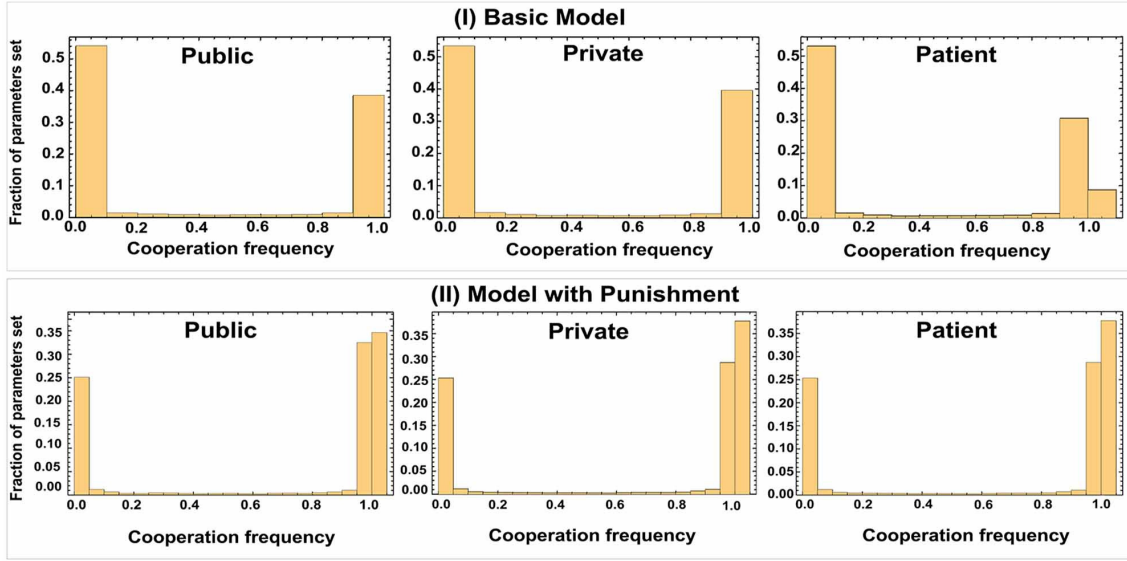 (I) Basic Model
Public
Private
Patient
Fraction of parameters set
0.5
0.4
0.3
0.2
0.1
0.0
0.0 0.2 0.4 0.6 0.8 1.0
Cooperation frequency
0.5
0.4
0.3
0.2
0.1
0.0
0.0 0.2 0.4 0.6 0.8 1.0
Cooperation frequency
0.5
0.4
0.3
0.2
0.1
0.0
0.0 0.2 0.4 0.6 0.8 1.0
Cooperation frequency
(II) Model with Punishment
Public
Private
Patient
Fraction of parameters set
0.35
0.30
0.25
0.20
0.15
0.10
0.05
0.00
0.0 0.2 0.4 0.6 0.8 1.0
Cooperation frequency
0.35
0.30
0.25
0.20
0.15
0.10
0.05
0.00
0.0 0.2 0.4 0.6 0.8 1.0
Cooperation frequency
0.35
0.30
0.25
0.20
0.15
0.10
0.05
0.00
0.0 0.2 0.4 0.6 0.8 1.0
Cooperation frequency